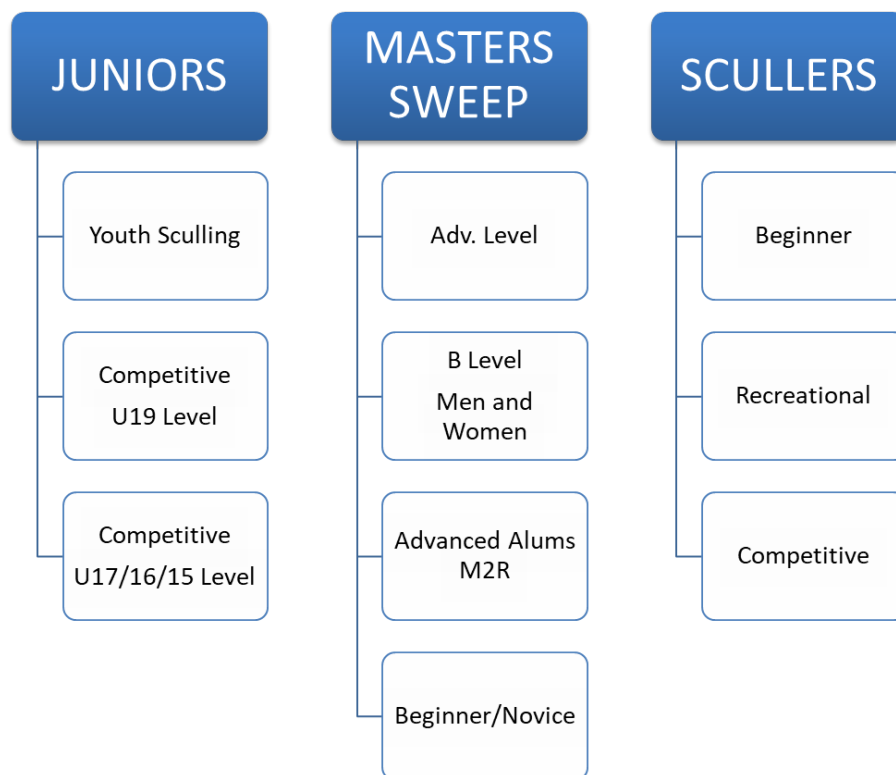 JUNIORS
Youth Sculling
Competitive
U19 Level
Competitive
U17/16/15 Level
MASTERS
SWEEP
Adv. Level
B Level
Men and
Women
Advanced Alums
M2R
Beginner/Novice
SCULLERS
Beginner
Recreational
Competitive